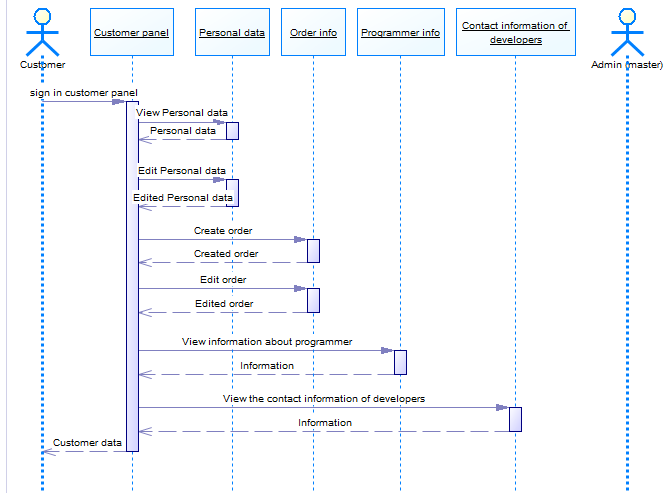 Customer panel
Personal data
Order info
Programmer info
Contact information of
developers
Customer
Admin (master)
sign in customer panel
View Personal data
Personal data
Edit Personal data
Edited Personal data
Create order
Created order
Edit order
Edited order
View information about programmer
Information
View the contact information of developers
Information
Customer data